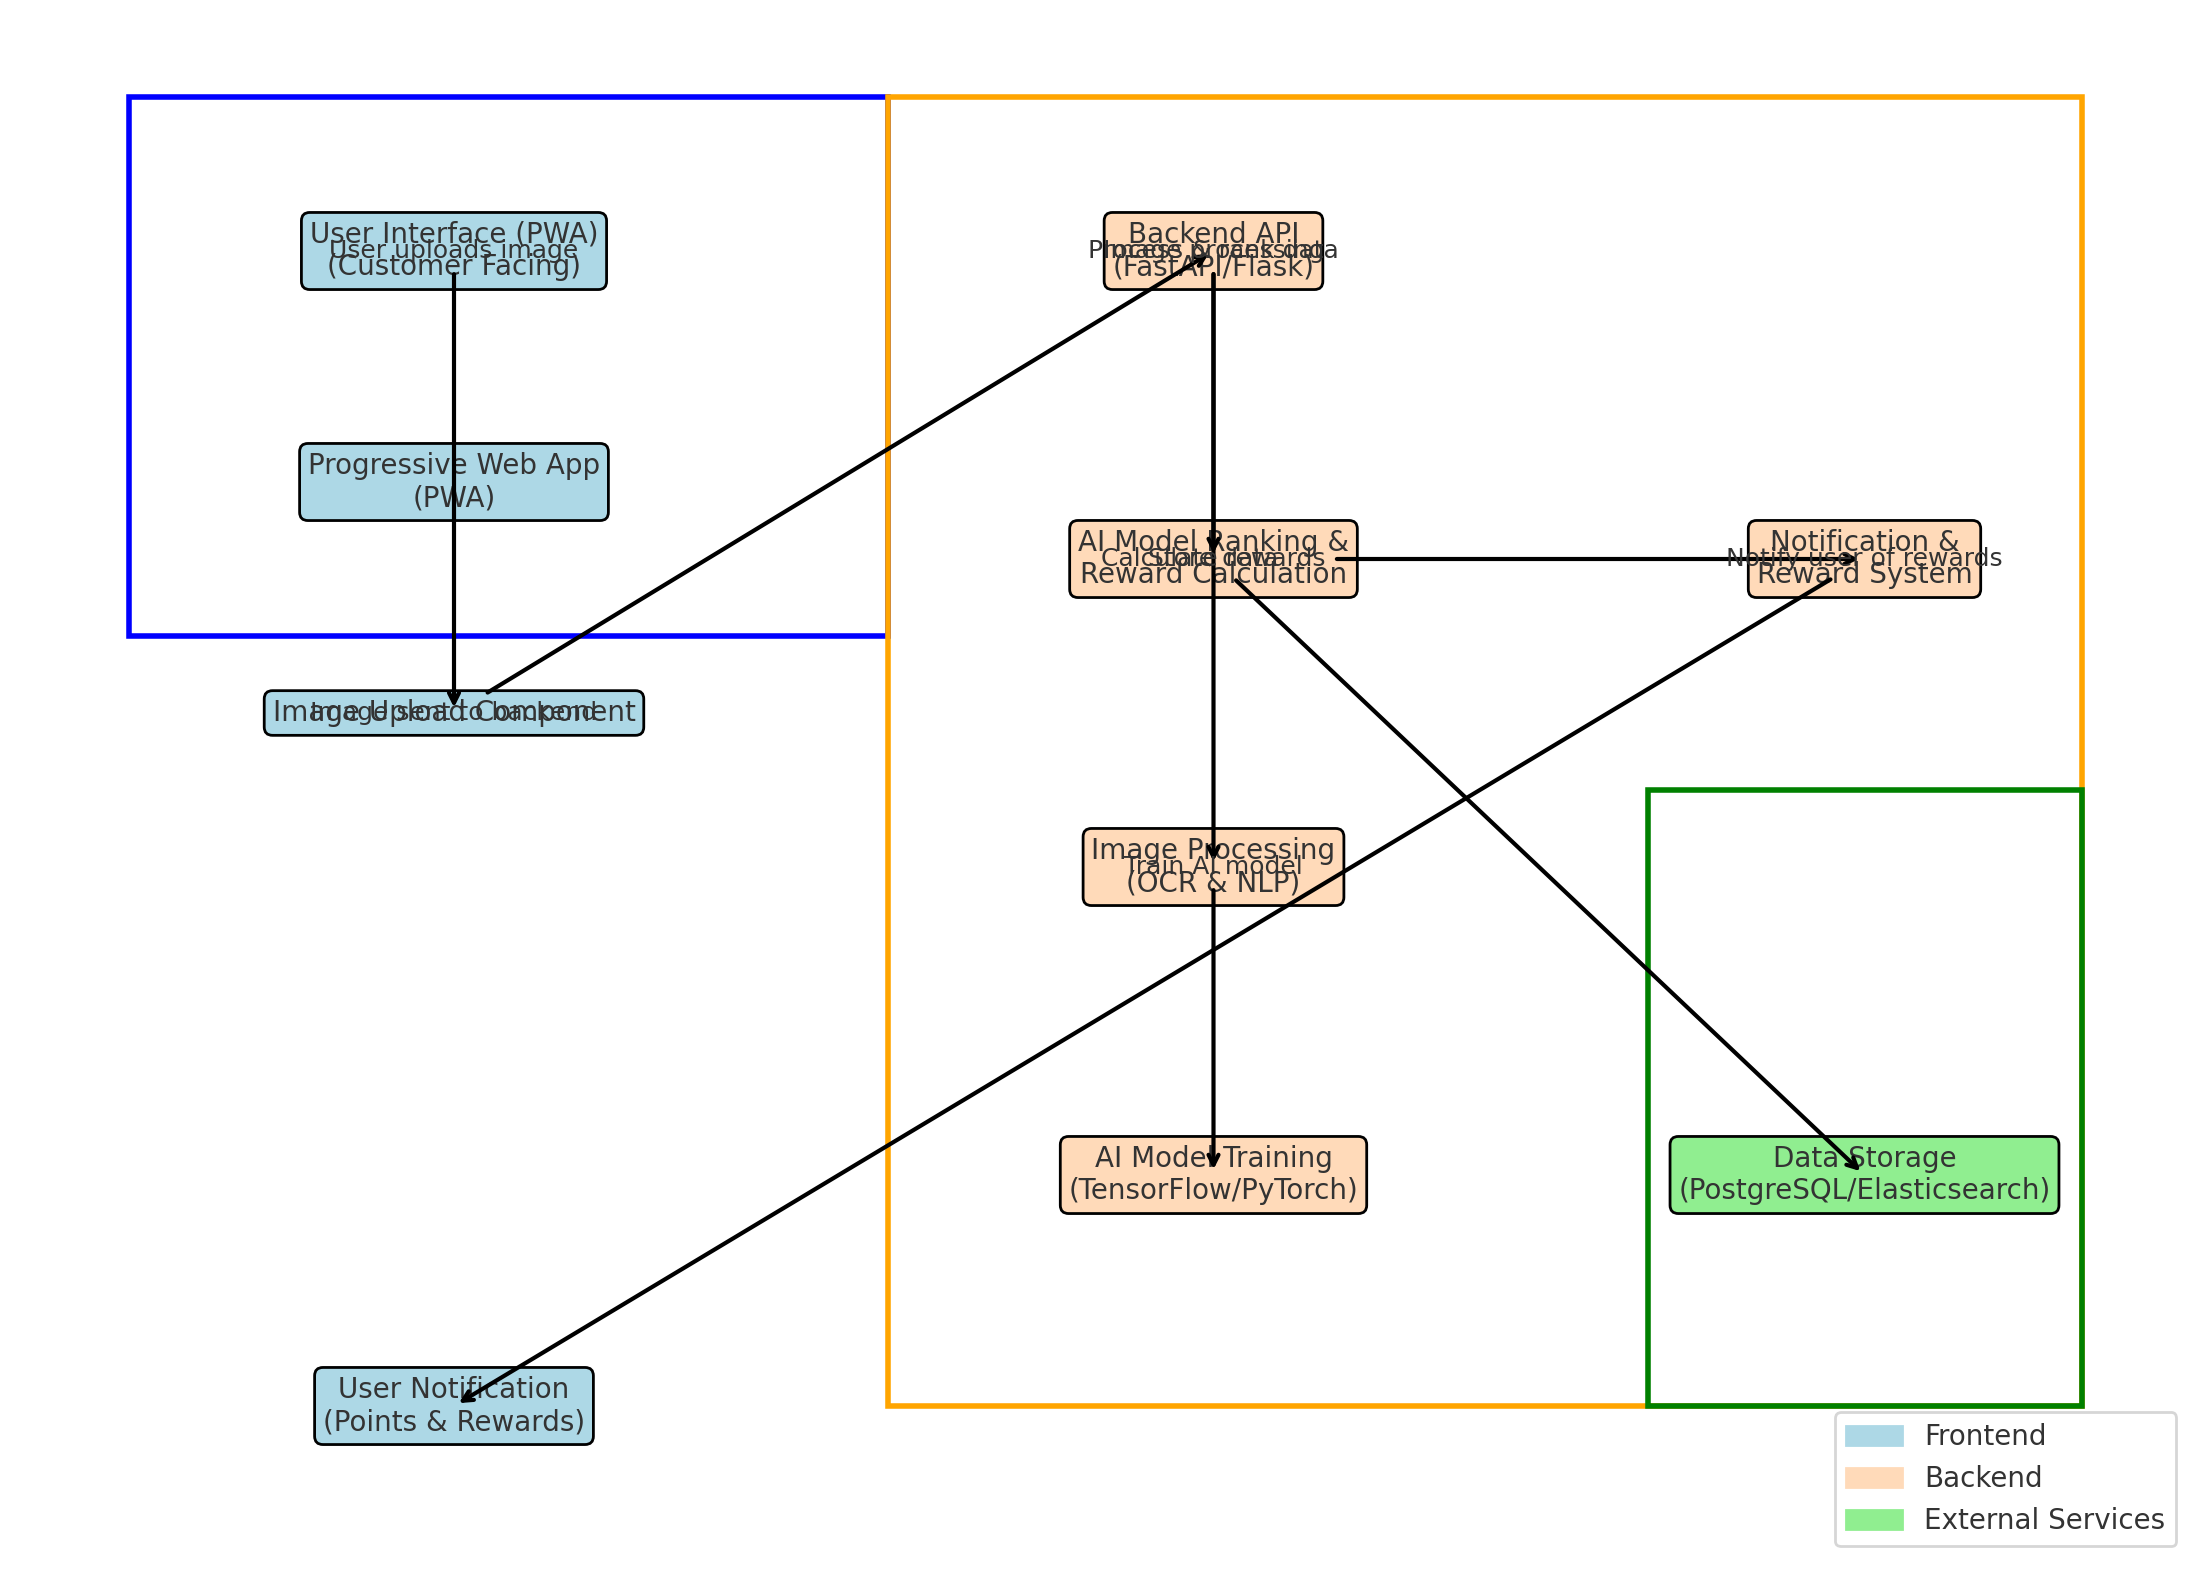 User Interface (PWA)
User uploads image
(Customer Facing)
Backend API
Image processing
Process & rank data
(FastAPI/Flask)
Progressive Web App
(PWA)
AI Model Ranking &
Calculate rewards
Store data
Reward Calculation
Notification &
Notify user of rewards
Reward System
Image Upload Component
Image sent to backend
Image Processing
Train AI model
(OCR & NLP)
AI Model Training
(TensorFlow/PyTorch)
Data Storage
(PostgreSQL/Elasticsearch)
User Notification
(Points & Rewards)
Frontend
Backend
External Services